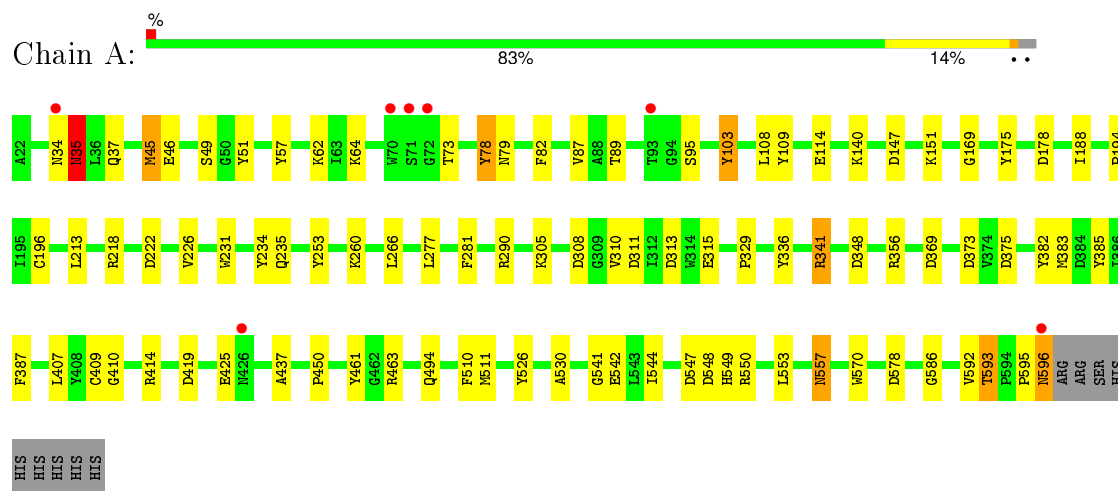 %
Chain A:
83% 14% • •
A22 N34 N35 L36 Q37 M45 E46 S49 G50 Y51 Y57 K62 I63 K64 W70 S71 G72 T73 Y78 N79 F82 V87 A88 T89 T93 G94 S95 Y103 L108 Y109 E114 K140 D147 K151 G169 Y175 D178 I188
I195 C196 L213 R218 D222 V226 W231 Y234 Q235 Y253 K260 L266 L277 F281 R290 K305 D308 G309 V310 D311 I312 D313 W314 E315 P329 Y336 R341 D348 R356 D369 D373 V374 D375 Y382 M383 D384 Y385 I386
F387 L407 Y408 C409 G410 R414 D419 E425 N426 A437 P450 Y461 G462 R463 Q494 F510 M511 Y526 A530 G541 E542 L543 I544 D547 D548 H549 R550 L553 N557 W570 D578 G586 V592 T593 P594 P595 N596 ARG ARG SER HIS
HIS HIS HIS HIS HIS